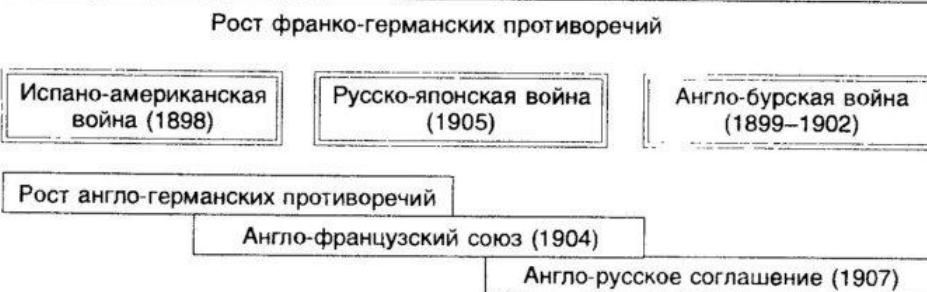 Рост франко-германских противоречий
Испано-американская
война (1898)
Русско-японская война
(1905)
Англо-бурская война
(1899–1902)
Рост англо-германских противоречий
Англо-французский союз (1904)
Англо-русское соглашение (1907)